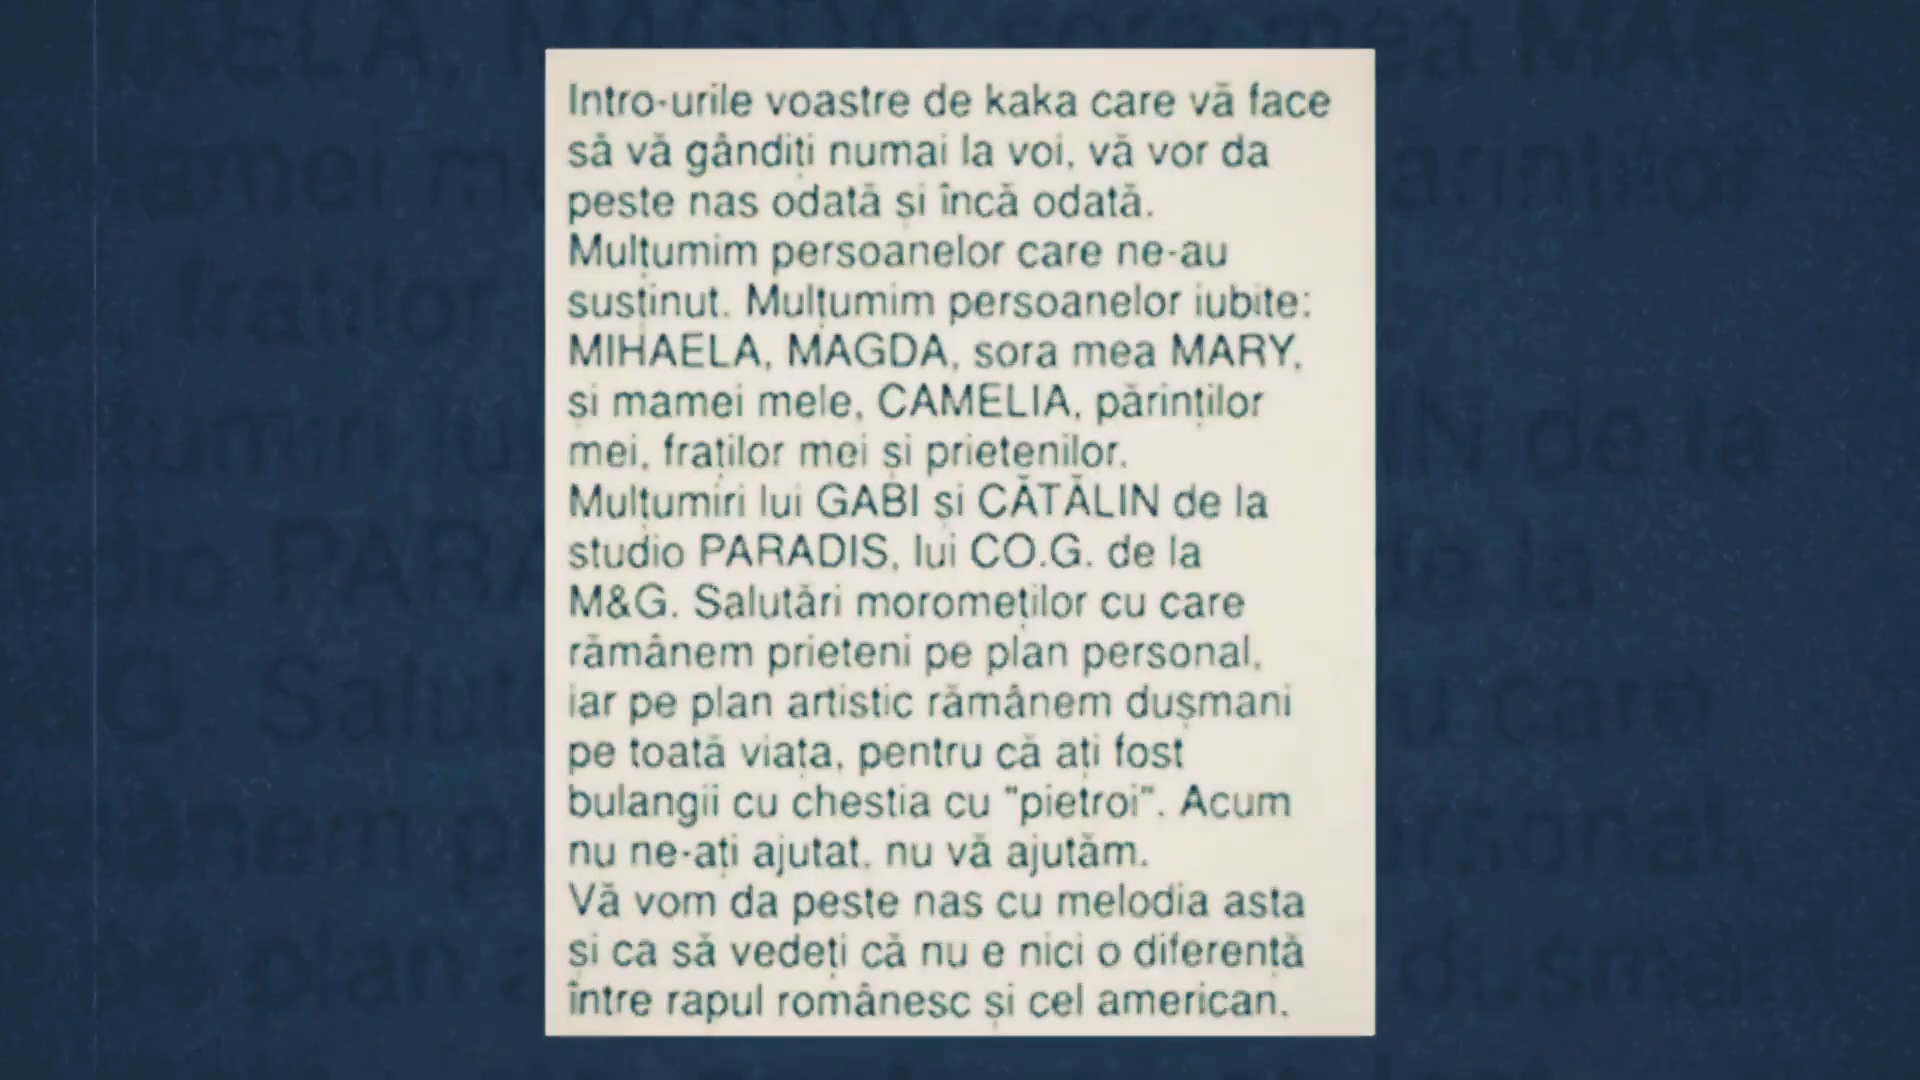 Intro-urile voastre de kaka care vă face
să vă gândiți numai la voi, vă vor da
peste nas odată și încă odată.
Mulțumim persoanelor care ne-au
susținut. Mulțumim persoanelor iubite:
MIHAELA, MAGDA, sora mea MARY,
și mamei mele, CAMELIA, părinților
mei, fraților mei și prietenilor.
Mulțumiri lui GABI și CĂTĂLIN de la
studio PARADIS, lui CO.G. de la
M&G. Salutări moromeților cu care
rămânem prieteni pe plan personal,
iar pe plan artistic rămânem dușmani
pe toată viața, pentru că ați fost
bulangii cu chestia cu "pietroi". Acum
nu ne-ați ajutat, nu vă ajutăm.
Vă vom da peste nas cu melodia asta
și ca să vedeți că nu e nici o diferență
între rapul românesc și cel american.